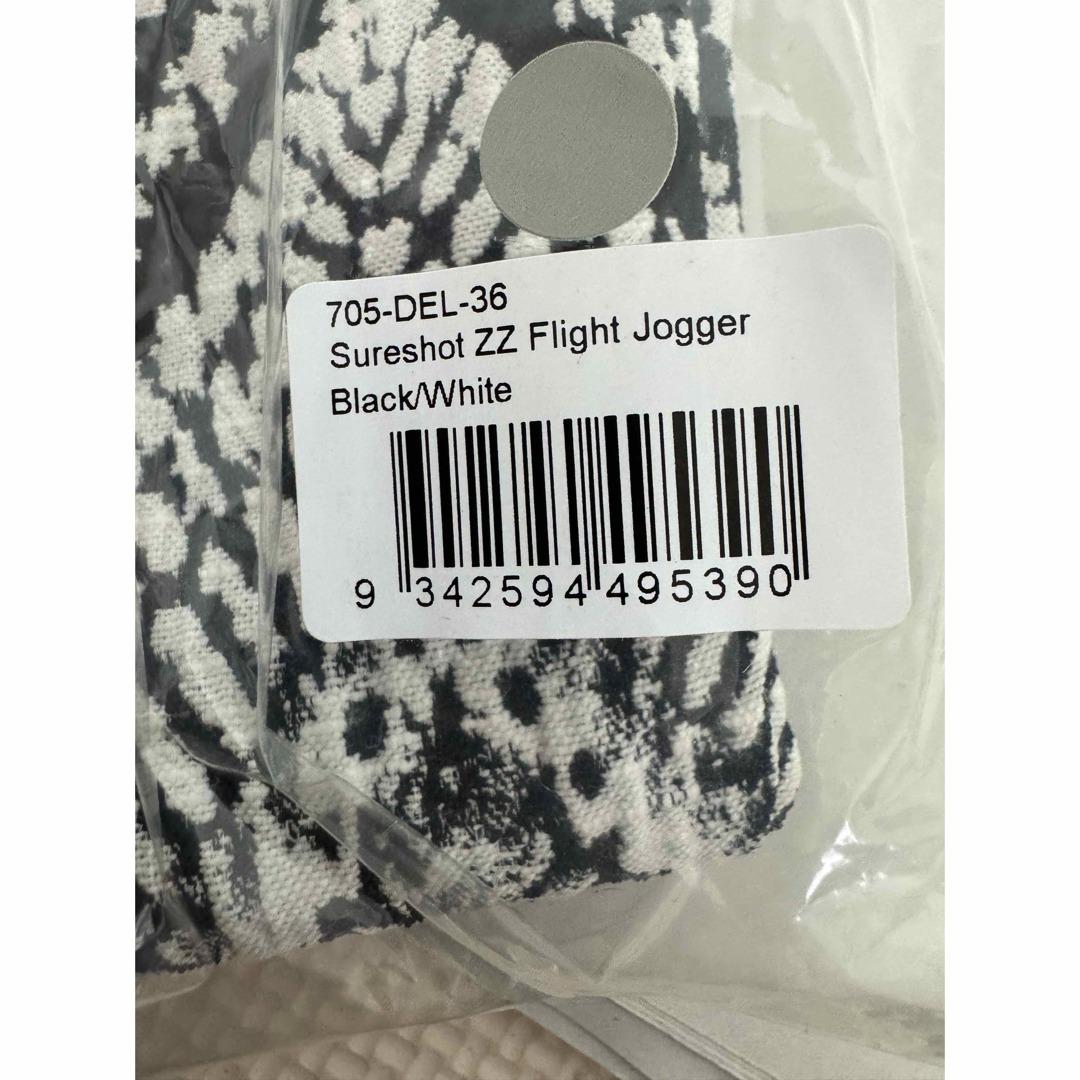 705-DEL-36
Sureshot ZZ Flight Jogger
Black/White
9 342594 495390